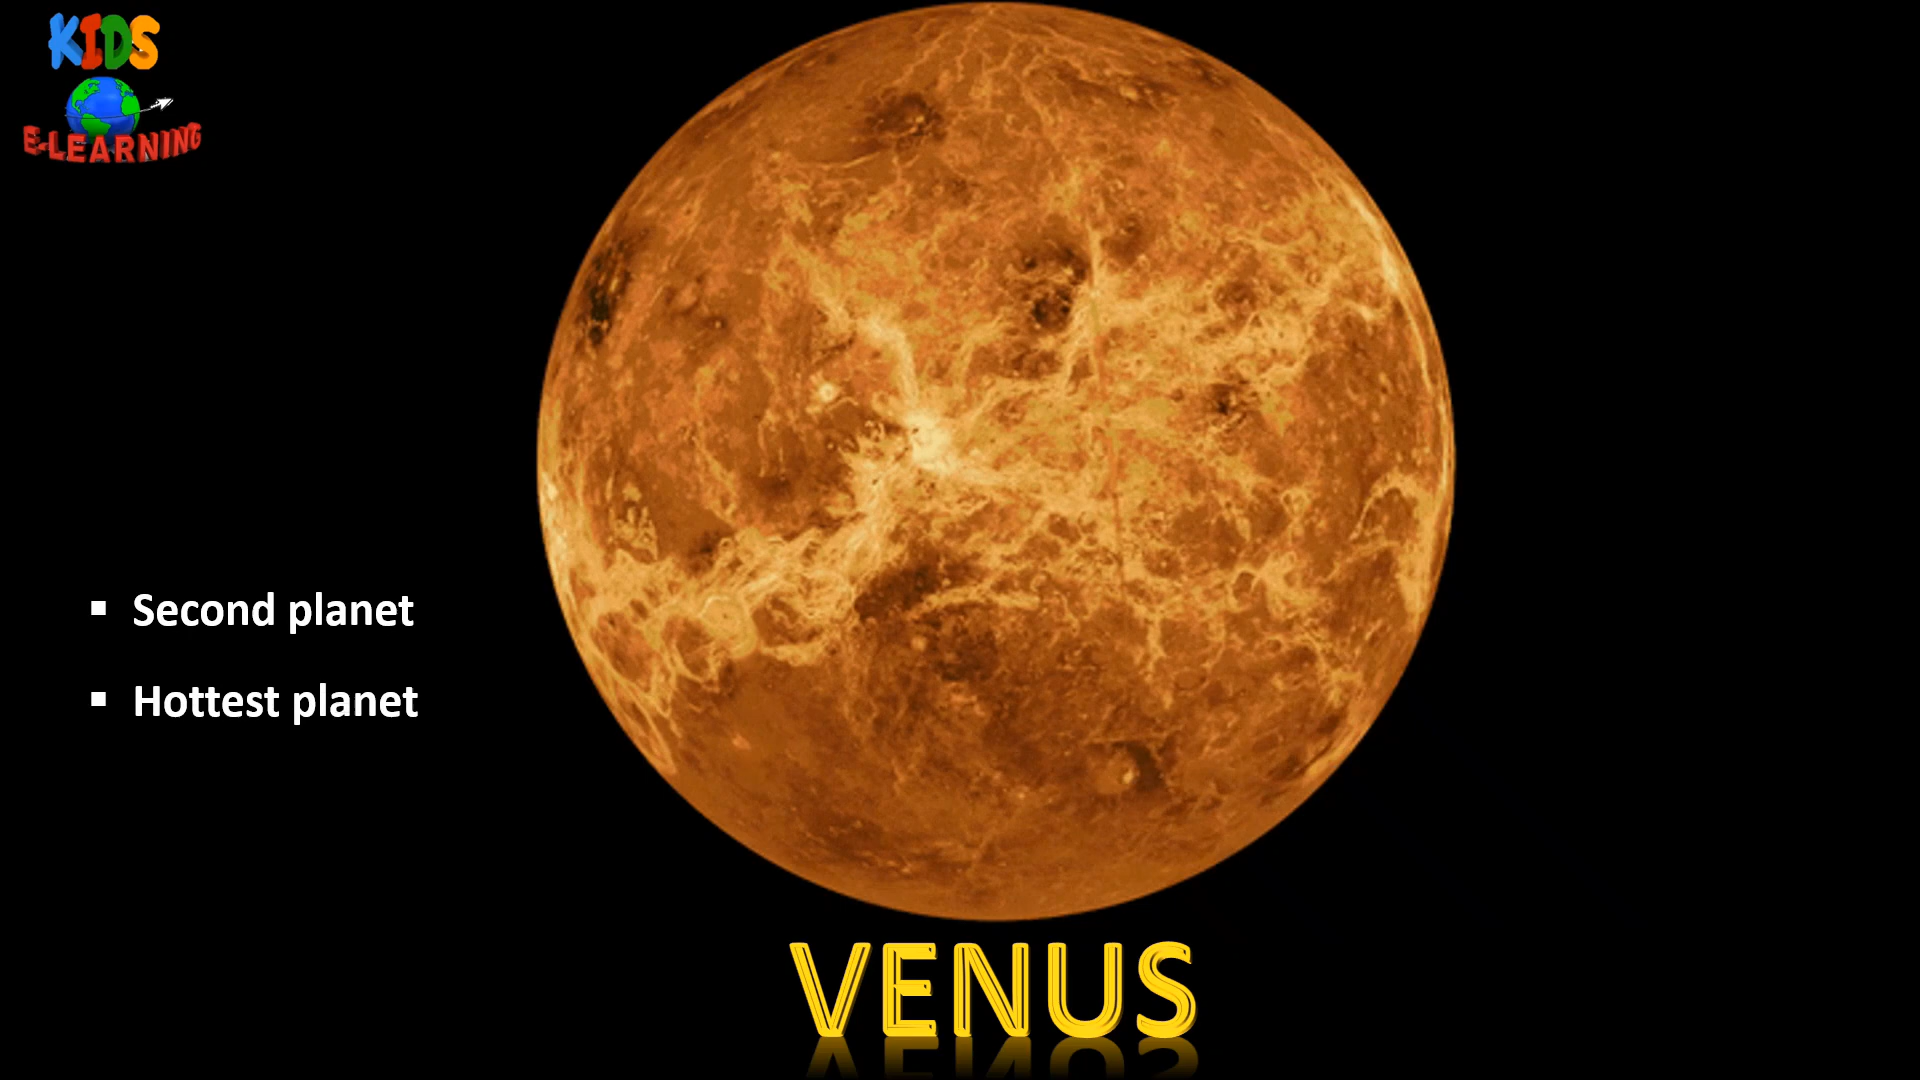 KIDS
E-LEARNING
▪ Second planet
▪ Hottest planet
VENUS